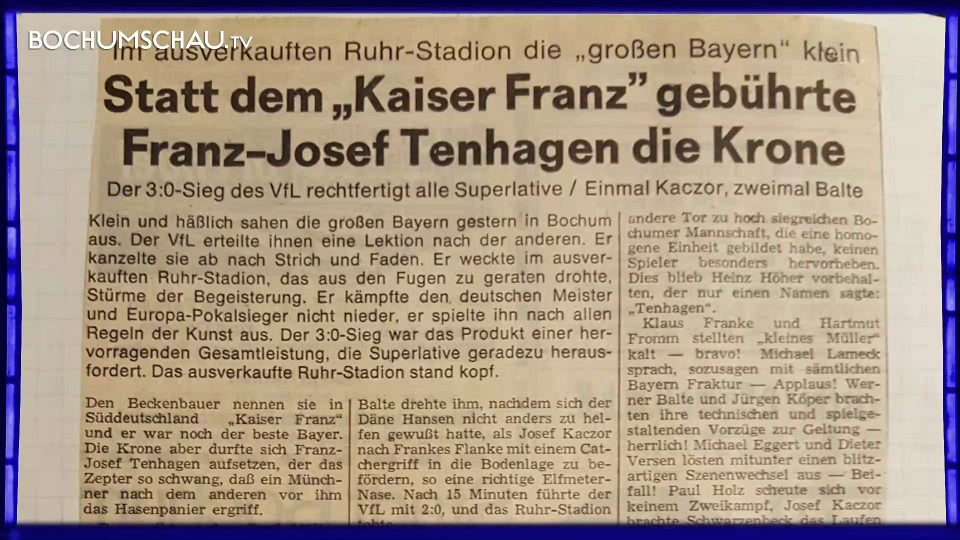 BOCHUMSCHAU.TV
Im ausverkauften Ruhr-Stadion die „großen Bayern“ klein
Statt dem „Kaiser Franz” gebührte
Franz-Josef Tenhagen die Krone
Der 3:0-Sieg des VfL rechtfertigt alle Superlative / Einmal Kaczor, zweimal Balte
Klein und häßlich sahen die großen Bayern gestern in Bochum
aus. Der VfL erteilte ihnen eine Lektion nach der anderen. Er
kanzelte sie ab nach Strich und Faden. Er weckte im ausver-
kauften Ruhr-Stadion, das aus den Fugen zu geraten drohte,
Stürme der Begeisterung. Er kämpfte den deutschen Meister
und Europa-Pokalsieger nicht nieder, er spielte ihn nach allen
Regeln der Kunst aus. Der 3:0-Sieg war das Produkt einer her-
vorragenden Gesamtleistung, die Superlative geradezu heraus-
fordert. Das ausverkaufte Ruhr-Stadion stand kopf.
Den Beckenbauer nennen sie in
Süddeutschland „Kaiser Franz“
und er war noch der beste Bayer.
Die Krone aber durfte sich Franz-
Josef Tenhagen aufsetzen, der das
Zepter so schwang, daß ein Münch-
ner nach dem anderen vor ihm
das Hasenpanier ergriff.
Balte drehte ihm, nachdem sich der
Däne Hansen nicht anders zu hel-
fen gewußt hatte, als Josef Kaczor
nach Frankes Flanke mit einem Cat-
chergriff in die Bodenlage zu be-
fördern, so eine richtige Elfmeter-
Nase. Nach 15 Minuten führte der
VfL mit 2:0, und das Ruhr-Stadion
andere Tor zu hoch siegreichen Bo-
chumer Mannschaft, die eine homo-
gene Einheit gebildet habe, keinen
Spieler besonders hervorheben.
Dies blieb Heinz Höher vorbehal-
ten, der nur einen Namen sagte:
„Tenhagen“.
Klaus Franke und Hartmut
Fromm stellten „kleines Müller“
kalt — bravo! Michael Lameck
sprach, sozusagen mit sämtlichen
Bayern Fraktur — Applaus! Wer-
ner Balte und Jürgen Köper brach-
ten ihre technischen und spielge-
staltenden Vorzüge zur Geltung —
herrlich! Michael Eggert und Dieter
Versen lösten mitunter einen blitz-
artigen Szenenwechsel aus — Bei-
fall! Paul Holz scheute sich vor
keinem Zweikampf, Josef Kaczor
brachte Schwarzenbeck das Laufen